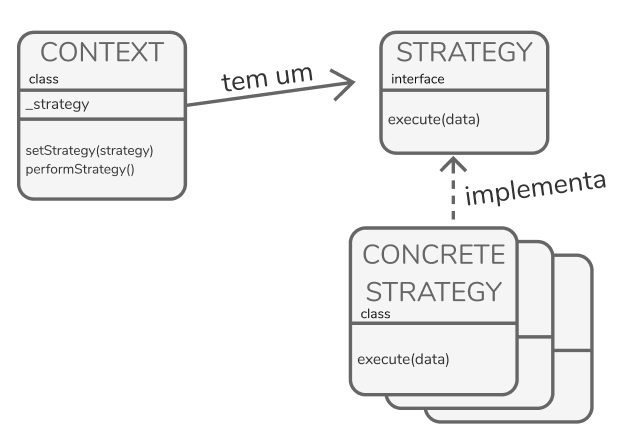 CONTEXT
class
_strategy
setStrategy(strategy)
performStrategy()
tem um
STRATEGY
interface
execute(data)
implementa
CONCRETE
STRATEGY
class
execute(data)